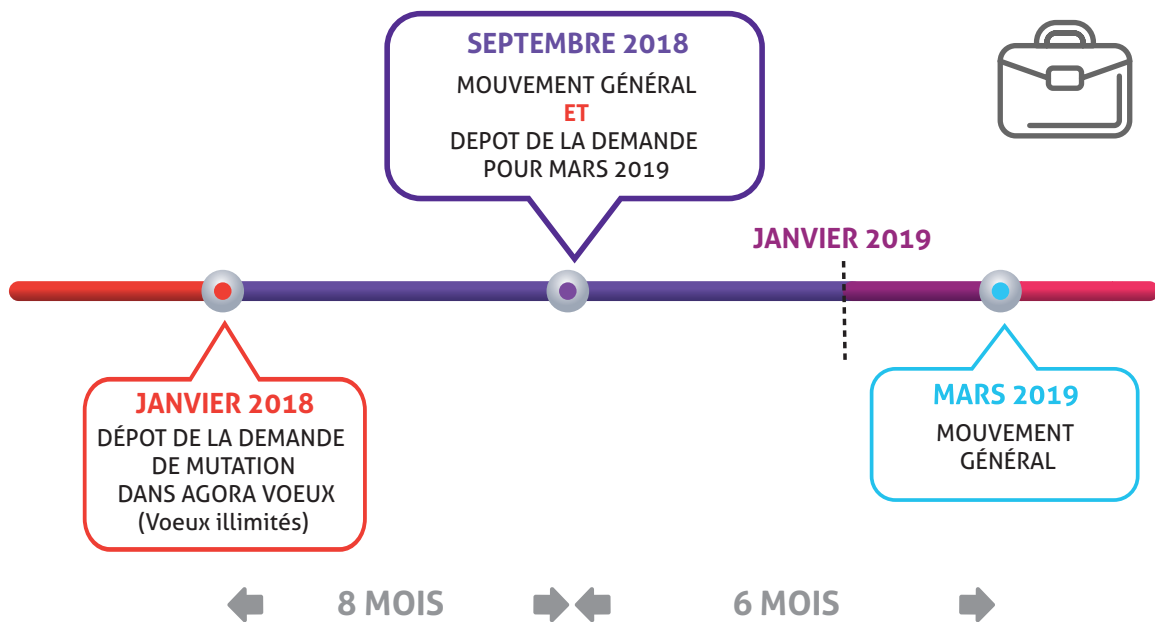 SEPTEMBRE 2018
MOUVEMENT GÉNÉRAL
ET
DEPOT DE LA DEMANDE
POUR MARS 2019
JANVIER 2019
JANVIER 2018
DÉPOT DE LA DEMANDE
DE MUTATION
DANS AGORA VOEUX
(Voeux illimités)
MARS 2019
MOUVEMENT
GÉNÉRAL
8 MOIS
6 MOIS